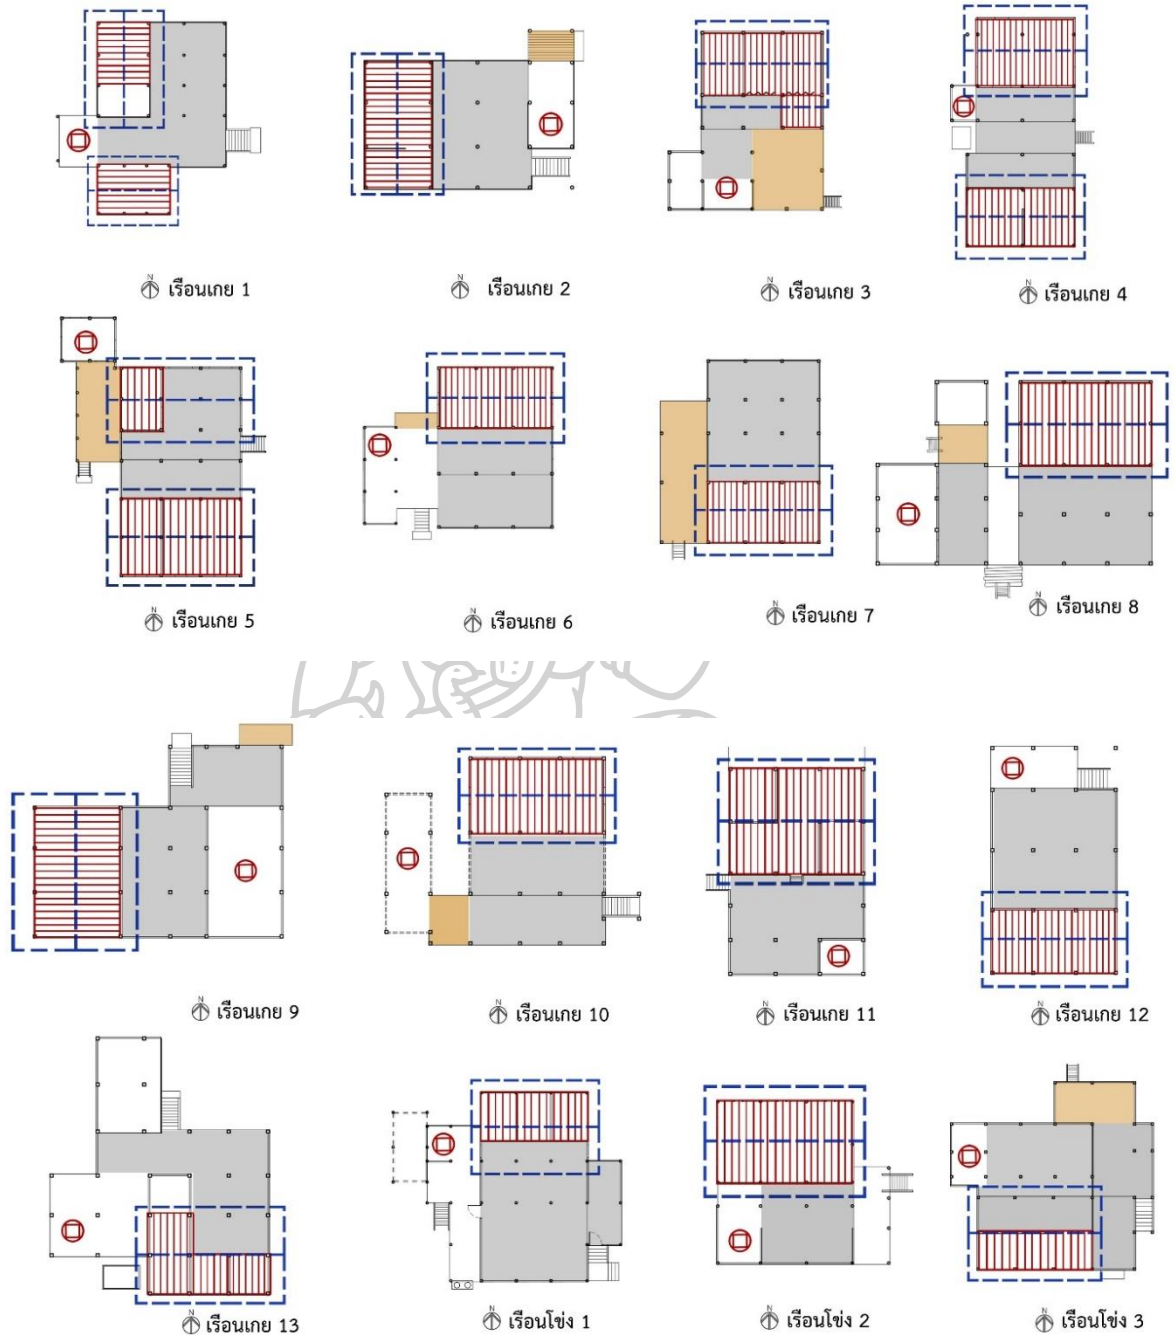 N เรือนเกย 1
N เรือนเกย 2
N เรือนเกย 3
N เรือนเกย 4
N เรือนเกย 5
N เรือนเกย 6
N เรือนเกย 7
N เรือนเกย 8
N เรือนเกย 9
N เรือนเกย 10
N เรือนเกย 11
N เรือนเกย 12
N เรือนเกย 13
N เรือนโข่ง 1
N เรือนโข่ง 2
N เรือนโข่ง 3